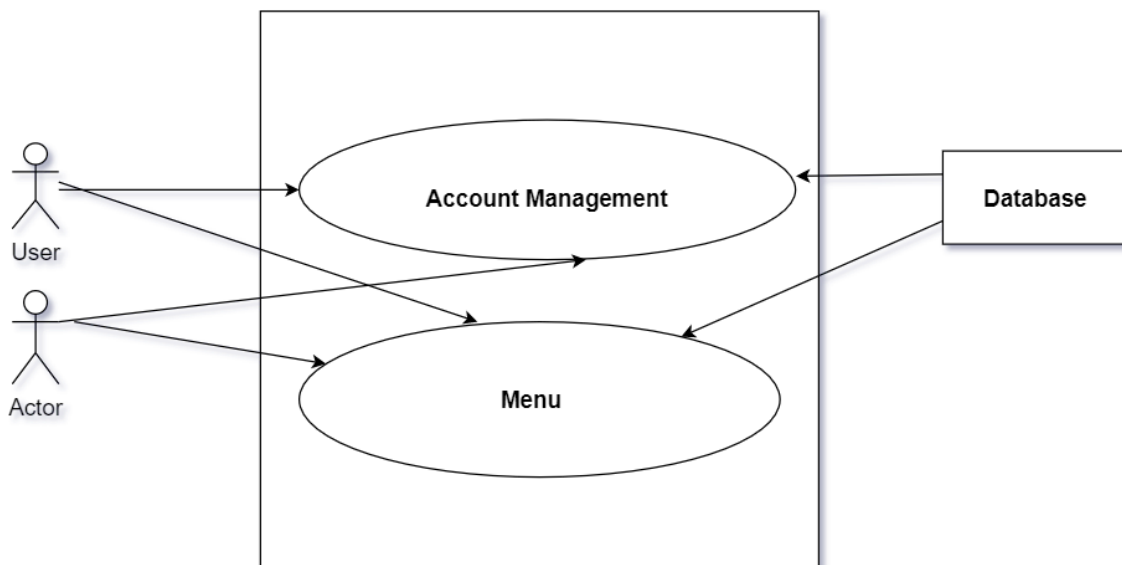 Account Management
Database
User
Actor
Menu